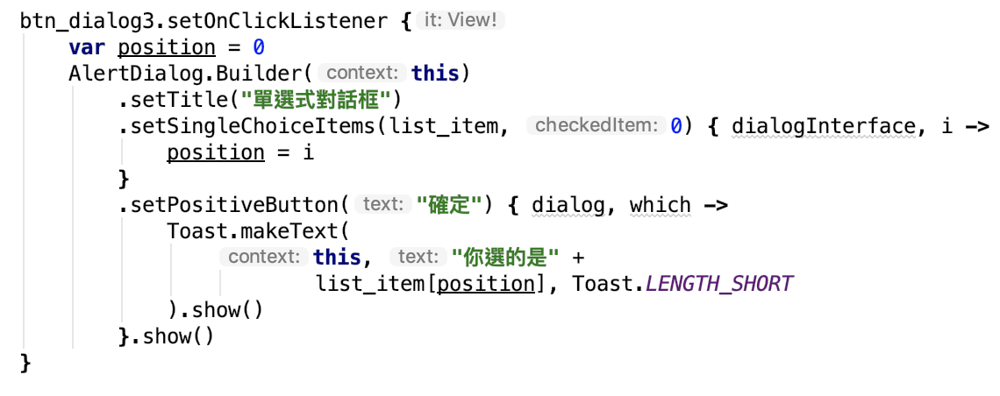 btn_dialog3.setOnClickListener { it: View!
var position = 0
AlertDialog.Builder( context: this)
.setTitle("單選式對話框")
.setSingleChoiceItems(list_item, checkedItem: 0) { dialogInterface, i ->
position = i
}
.setPositiveButton( text: "確定") { dialog, which ->
Toast.makeText(
context: this, text: "你選的是" +
list_item[position], Toast.LENGTH_SHORT
).show()
}.show()
}